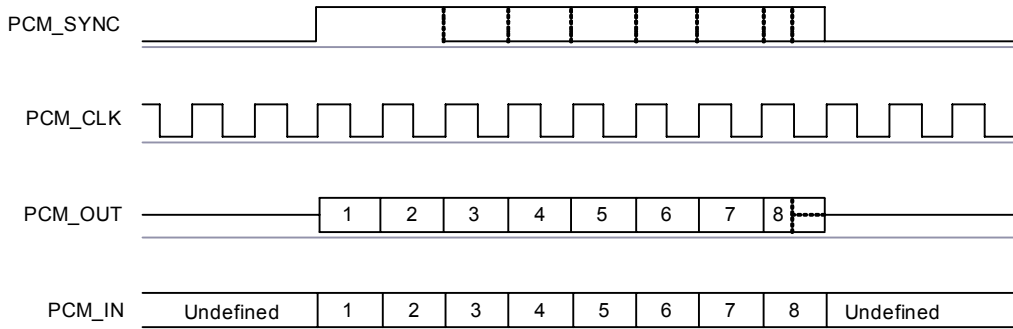 PCM_SYNC
PCM_CLK
PCM_OUT 1 2 3 4 5 6 7 8
PCM_IN Undefined 1 2 3 4 5 6 7 8 Undefined